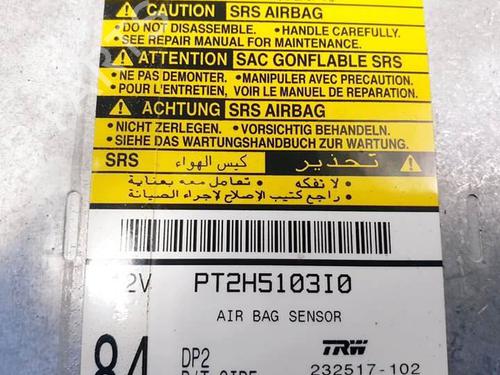 CAUTION SRS AIRBAG
•DO NOT DISASSEMBLE. •HANDLE CAREFULLY.
•SEE REPAIR MANUAL FOR MAINTENANCE.
ATTENTION SAC GONFLABLE SRS
•NE PAS DEMONTER. •MANIPULER AVEC PRECAUTION.
•POUR L'ENTRETIEN, VOIR LE MANUEL DE REPARATION.
ACHTUNG SRS AIRBAG
•NICHT ZERLEGEN. •VORSICHTIG BEHANDELN.
•SIEHE DAS WARTUNGSHANDBUCH ZUR WARTUNG.
تحذير كيس الهواء SRS
•لا تفكه •تعامل معه بعناية
•راجع كتيب الإصلاح لاجراء الصيانة
2V PT2H5103I0
AIR BAG SENSOR
84 DP2 TRW
232517-102